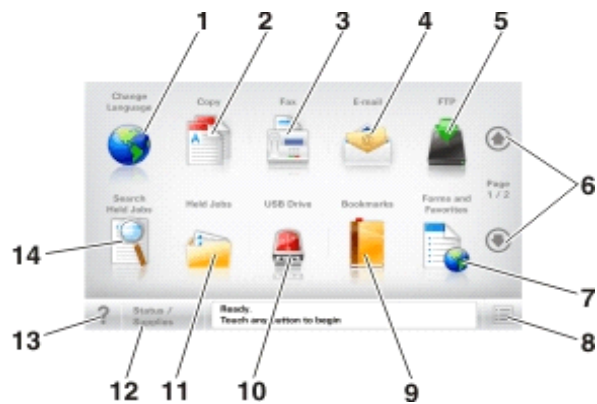 1 2 3 4 5
Change Language
Copy
Fax
E-mail
FTP
6
Page
1 / 2
Search Held Jobs
Held Jobs
USB Drive
Bookmarks
Forms and Favorites
14
7
?
Status / Supplies
Ready.
Touch any button to begin
13
8
12 11 10 9